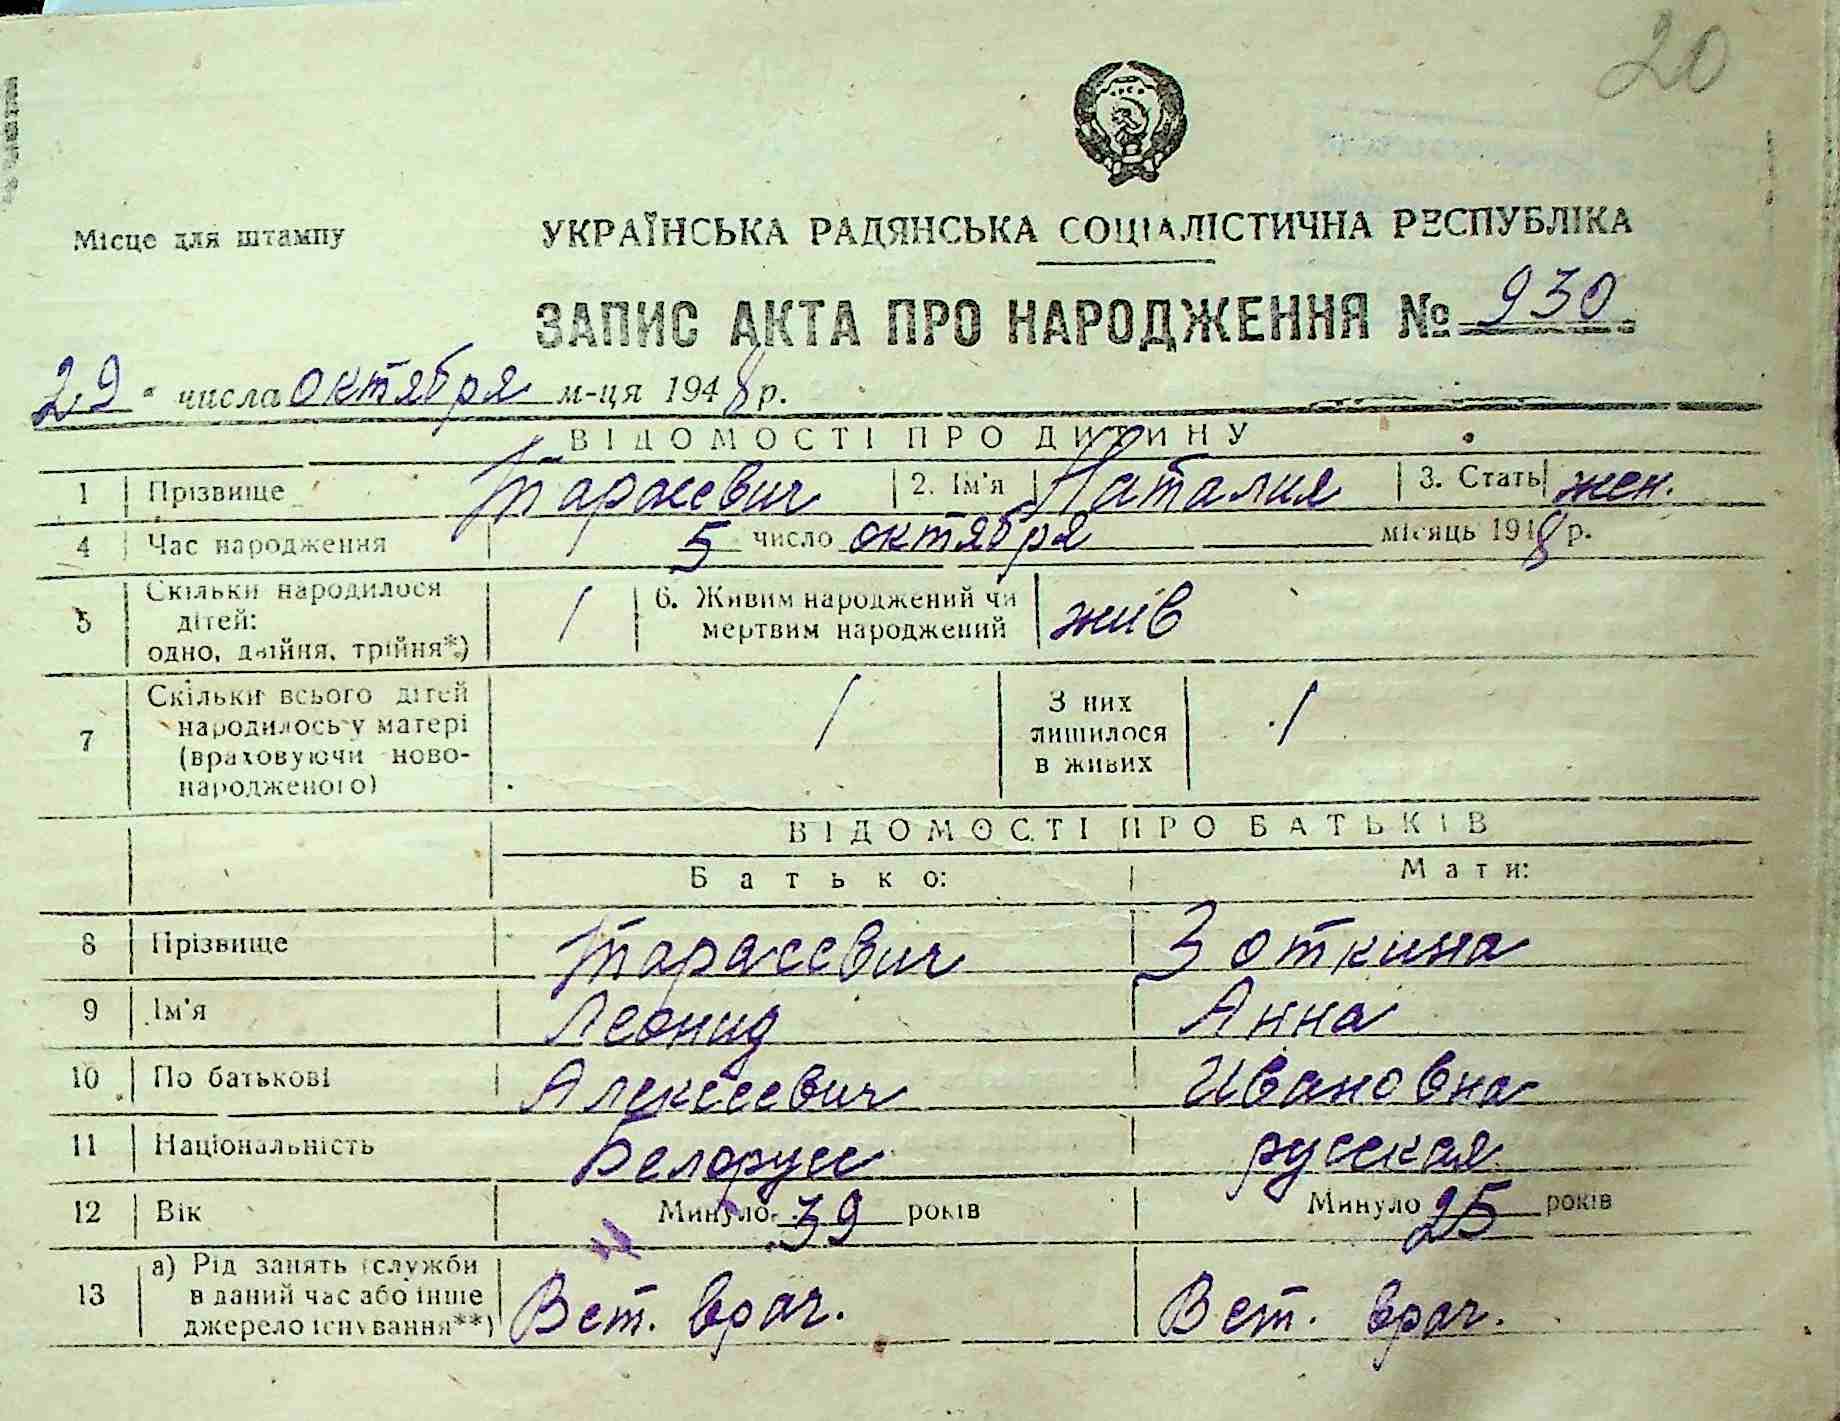 20
Місце для штампу
УКРАЇНСЬКА РАДЯНСЬКА СОЦІАЛІСТИЧНА РЕСПУБЛІКА
ЗАПИС АКТА ПРО НАРОДЖЕННЯ № 930
29 числа октября м-ця 1948 р.
ВІДОМОСТІ ПРО ДИТИНУ
1 Прізвище Тарасевич 2. Ім'я Наталия 3. Стать жен.
4 Час народження 5 число октября місяць 1948 р.
5 Скільки народилося дітей: одно, двійня, трійня*) 1 6. Живим народжений чи мертвим народжений жив
7 Скільки всього дітей народилось у матері (враховуючи новонародженого) 1 З них лишилося в живих 1
ВІДОМОСТІ ПРО БАТЬКІВ
Батько: Мати:
8 Прізвище Тарасевич Зоткина
9 Ім'я Леонид Анна
10 По батькові Алексеевич Ивановна
11 Національність Белорусс русская
12 Вік Минуло 39 років Минуло 25 років
13 а) Рід занять (служби в даний час або інше джерело існування**) Вет. врач. Вет. врач.